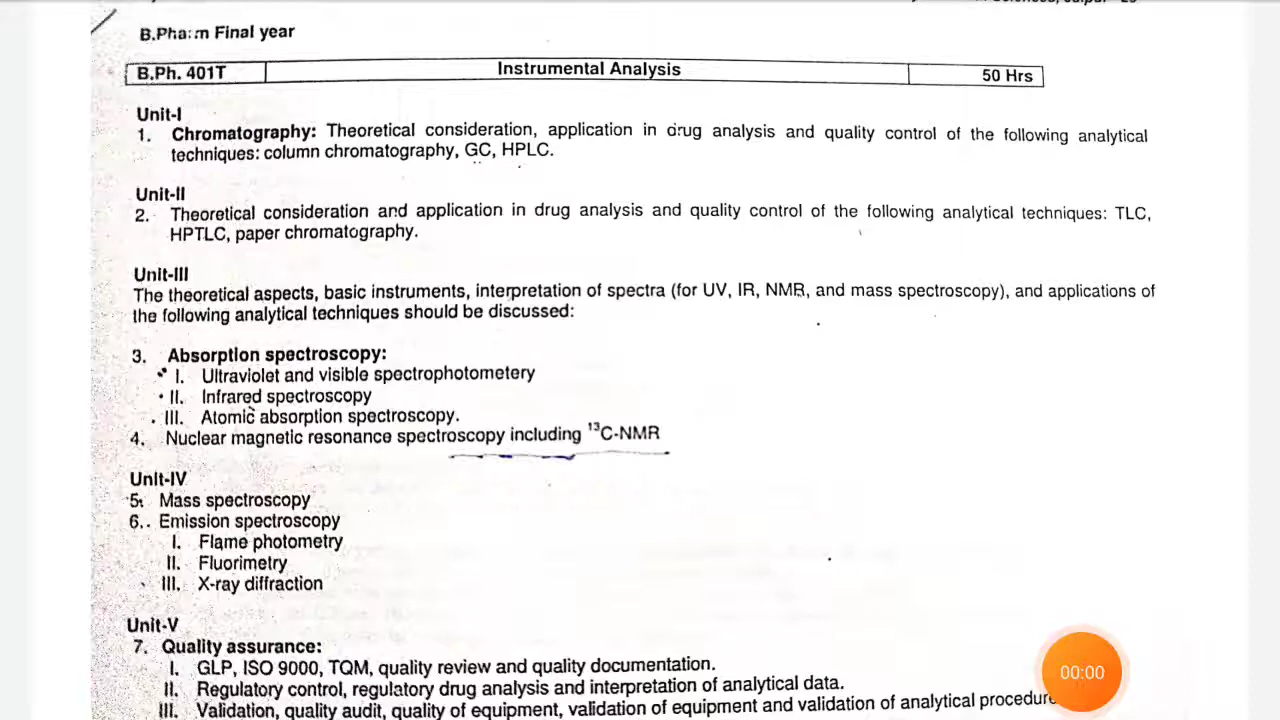 B.Pharm Final year
B.Ph. 401T Instrumental Analysis 50 Hrs
Unit-I
1. Chromatography: Theoretical consideration, application in drug analysis and quality control of the following analytical
techniques: column chromatography, GC, HPLC.
Unit-II
2. Theoretical consideration and application in drug analysis and quality control of the following analytical techniques: TLC,
HPTLC, paper chromatography.
Unit-III
The theoretical aspects, basic instruments, interpretation of spectra (for UV, IR, NMR, and mass spectroscopy), and applications of
the following analytical techniques should be discussed:
3. Absorption spectroscopy:
I. Ultraviolet and visible spectrophotometery
II. Infrared spectroscopy
III. Atomic absorption spectroscopy.
4. Nuclear magnetic resonance spectroscopy including ¹³C-NMR
Unit-IV
5. Mass spectroscopy
6. Emission spectroscopy
I. Flame photometry
II. Fluorimetry
III. X-ray diffraction
Unit-V
7. Quality assurance:
I. GLP, ISO 9000, TQM, quality review and quality documentation.
II. Regulatory control, regulatory drug analysis and interpretation of analytical data.
III. Validation, quality audit, quality of equipment, validation of equipment and validation of analytical
00:00